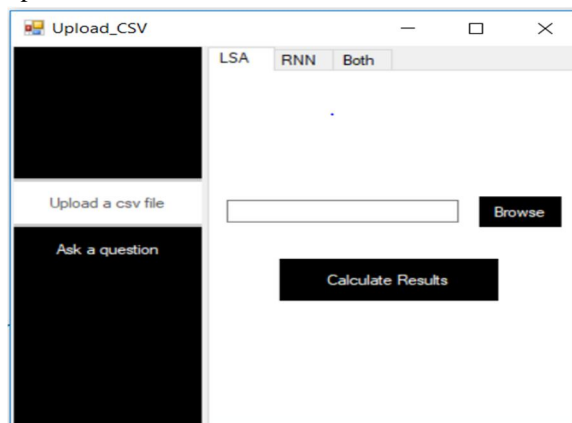 Upload_CSV
LSA RNN Both
Upload a csv file
Browse
Ask a question
Calculate Results